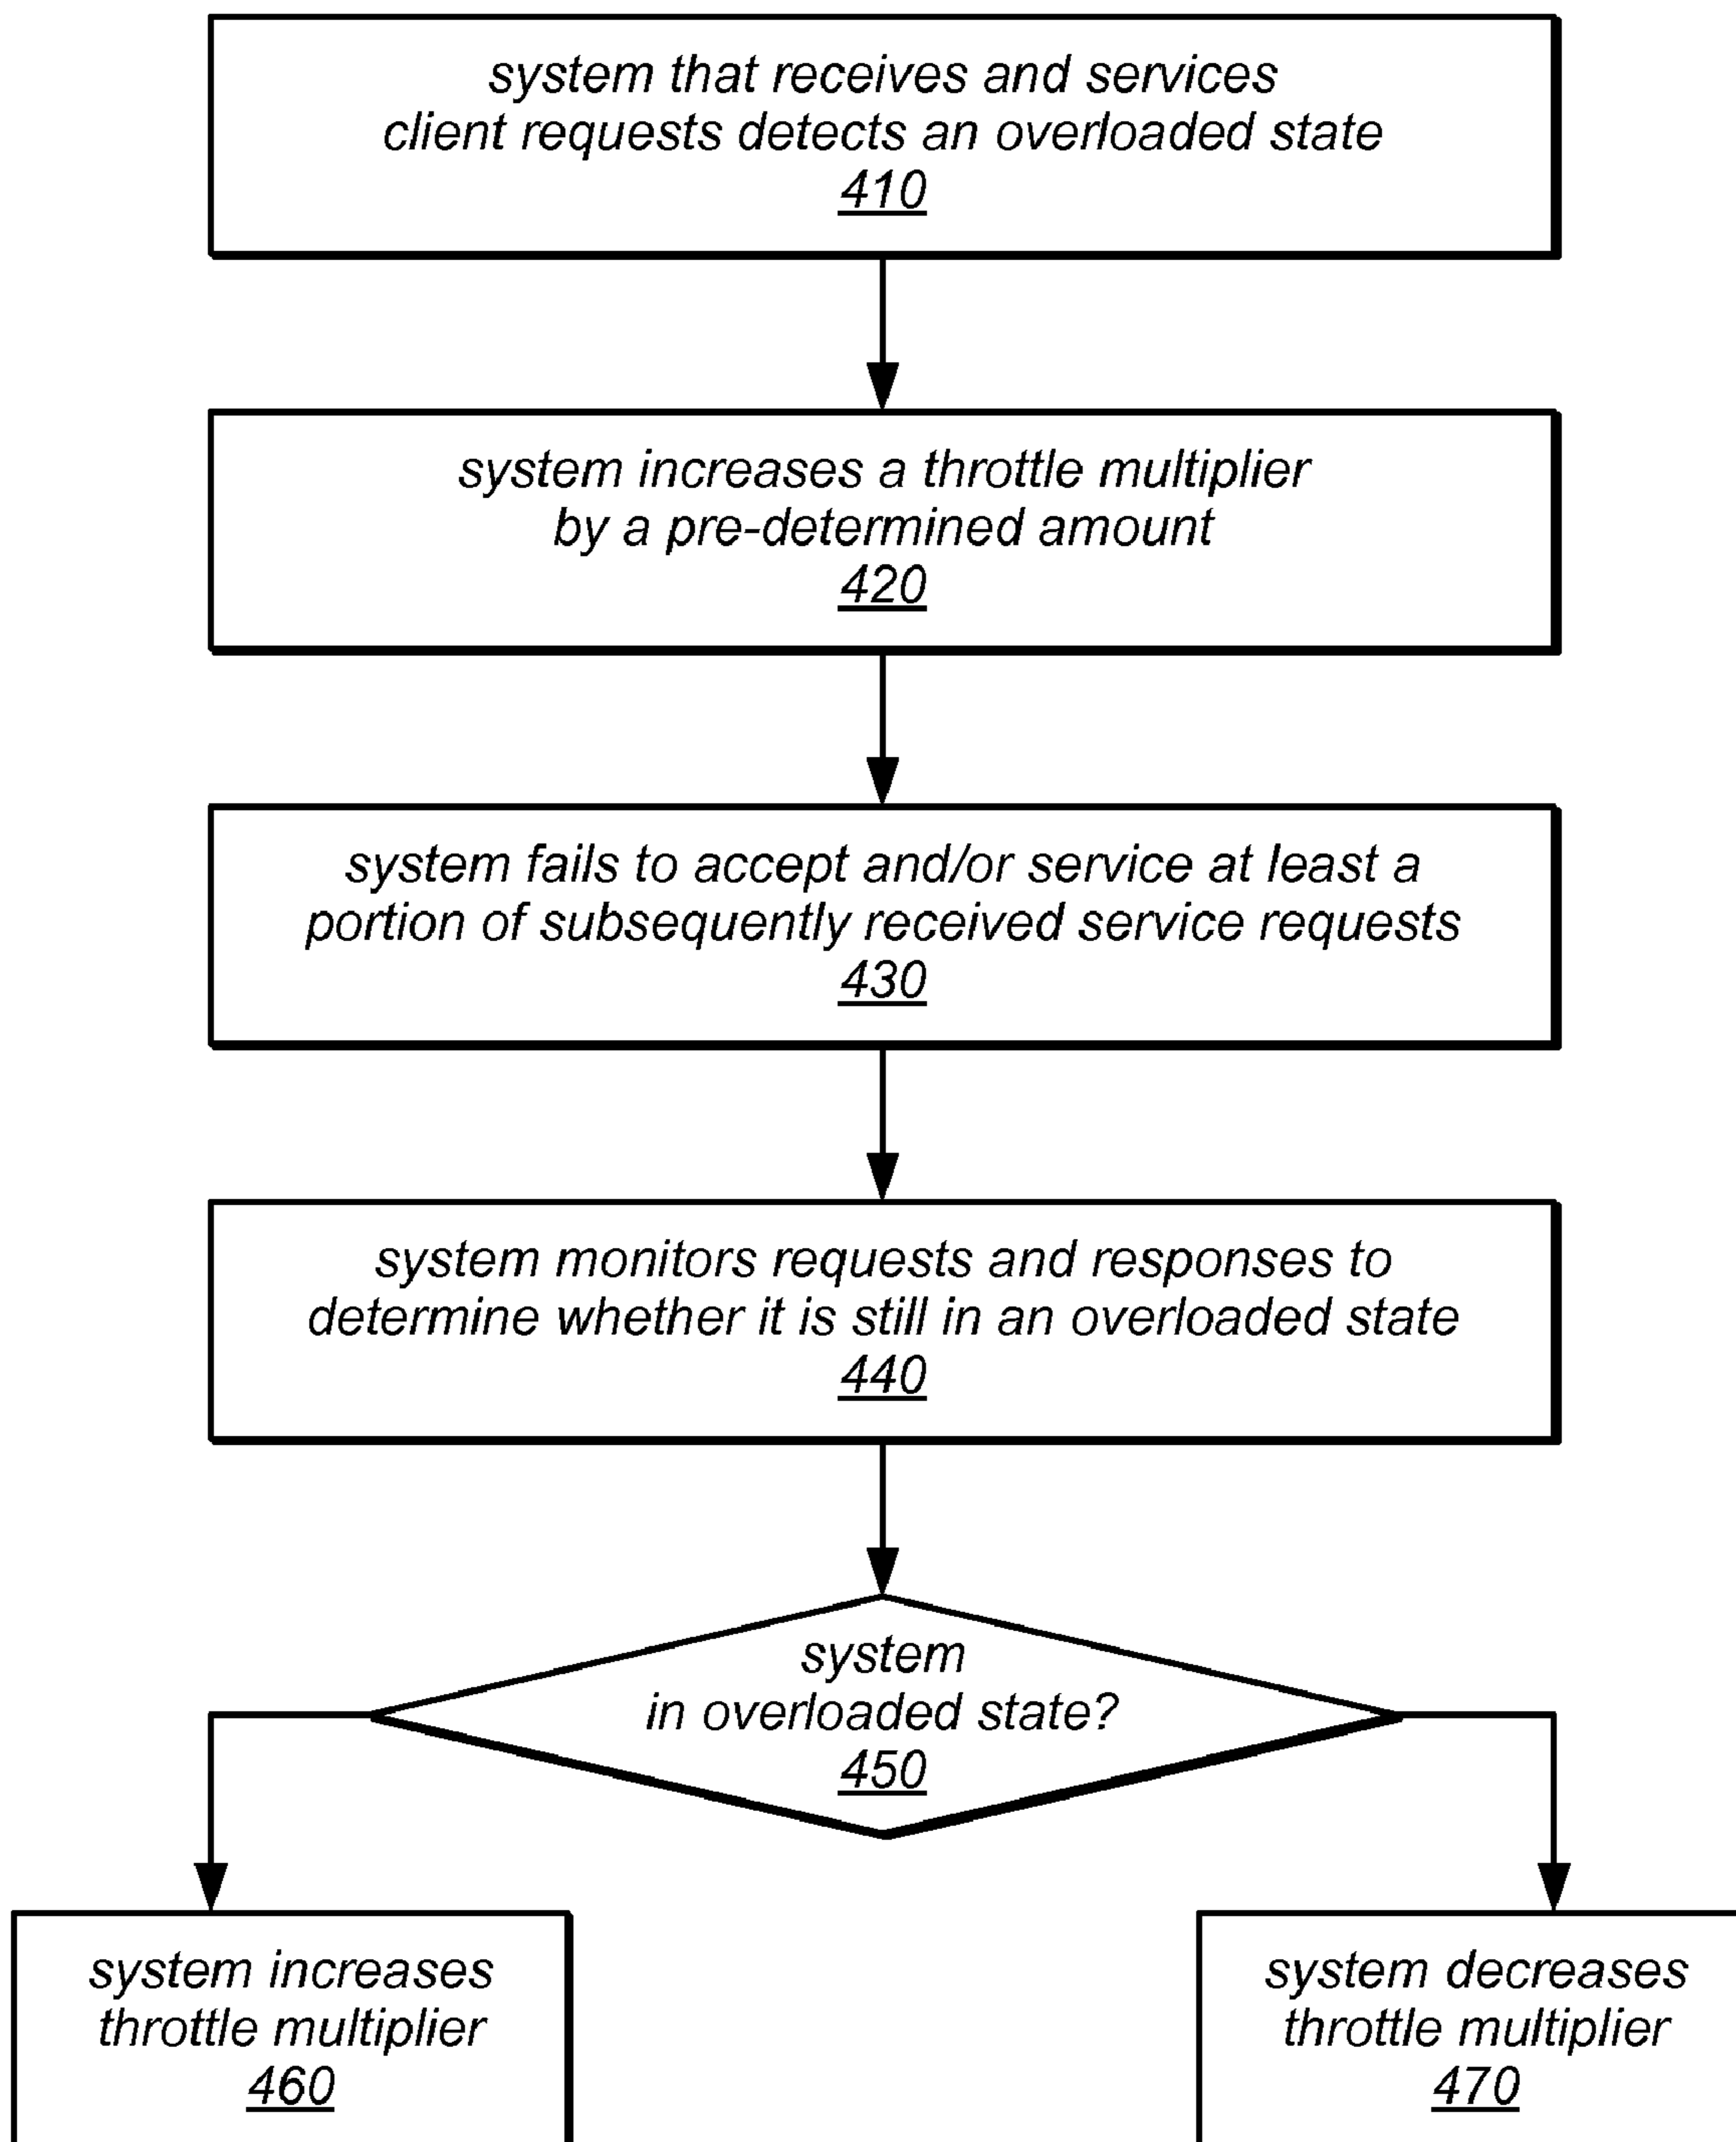 system that receives and services
client requests detects an overloaded state
410
system increases a throttle multiplier
by a pre-determined amount
420
system fails to accept and/or service at least a
portion of subsequently received service requests
430
system monitors requests and responses to
determine whether it is still in an overloaded state
440
system
in overloaded state?
450
system increases
throttle multiplier
460
system decreases
throttle multiplier
470